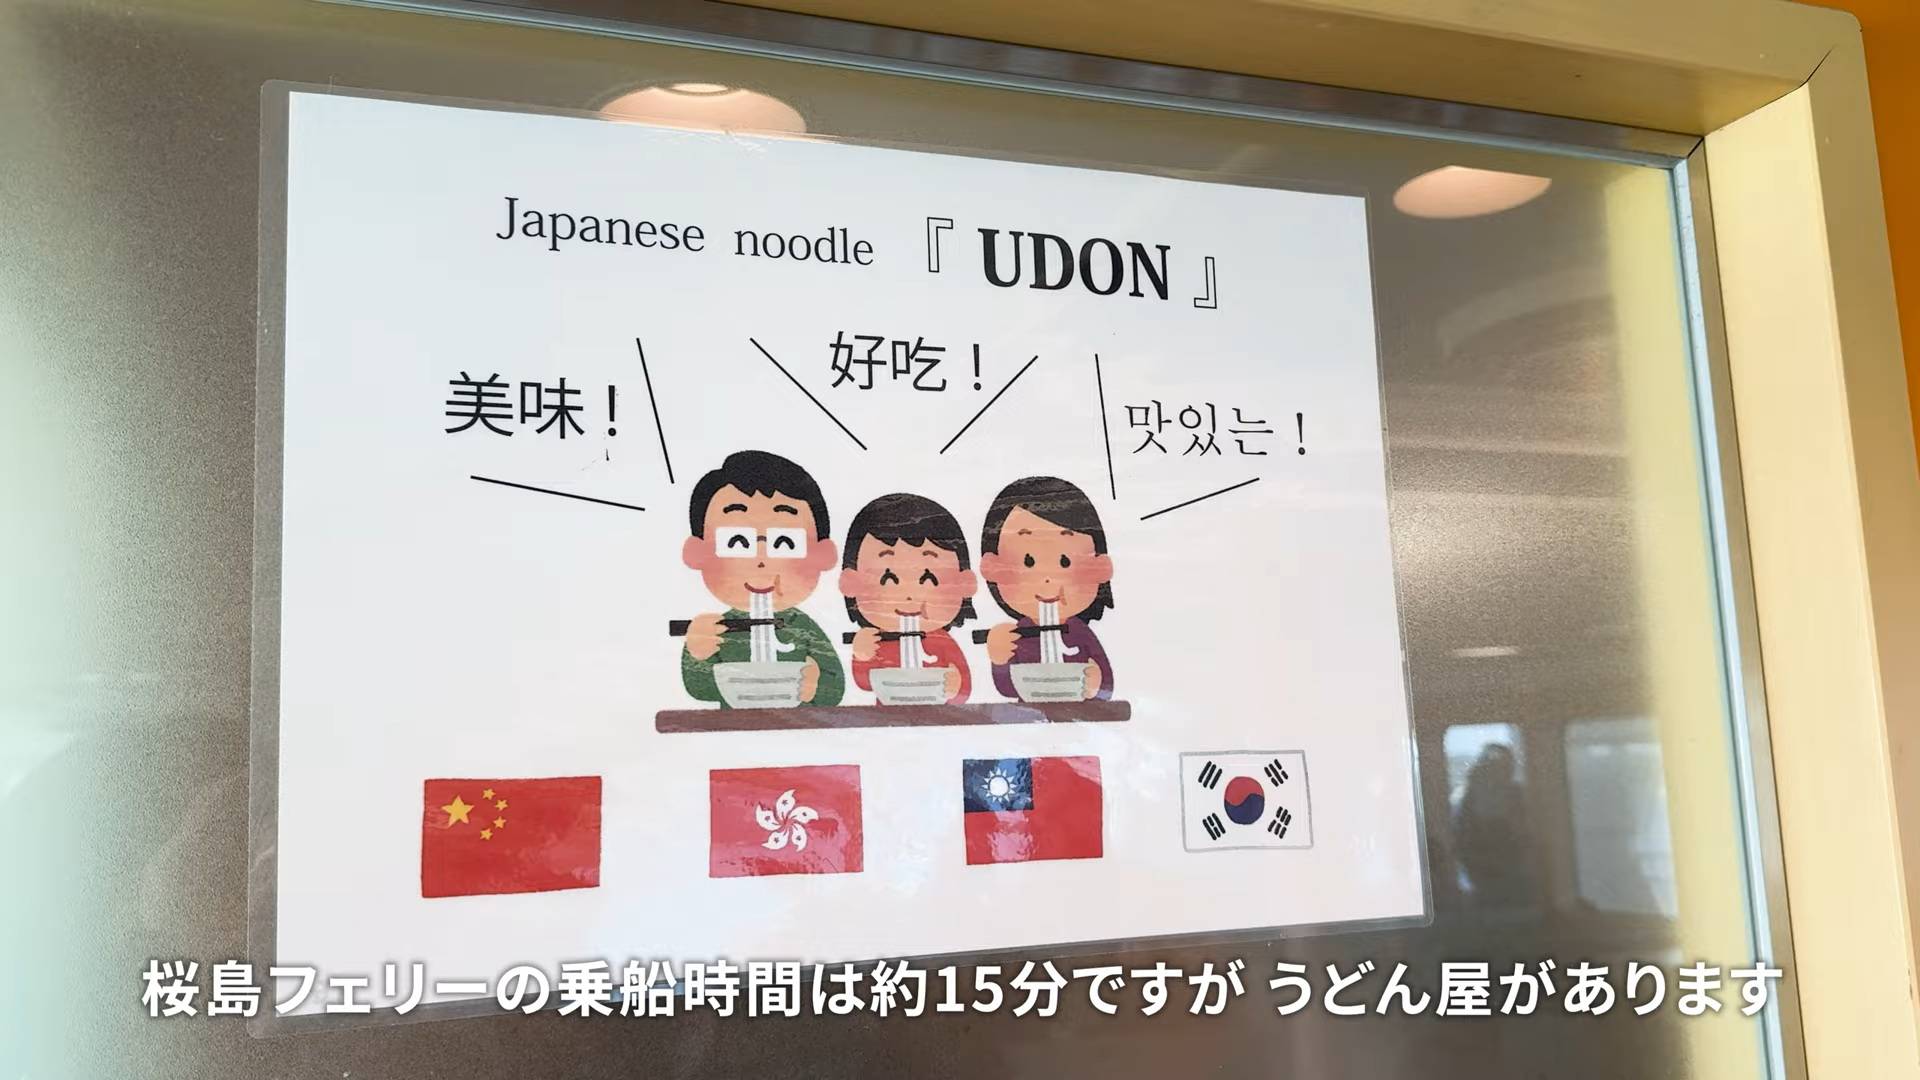 Japanese noodle 『UDON』
美味！
好吃！
맛있는！
桜島フェリーの乗船時間は約15分ですが うどん屋があります